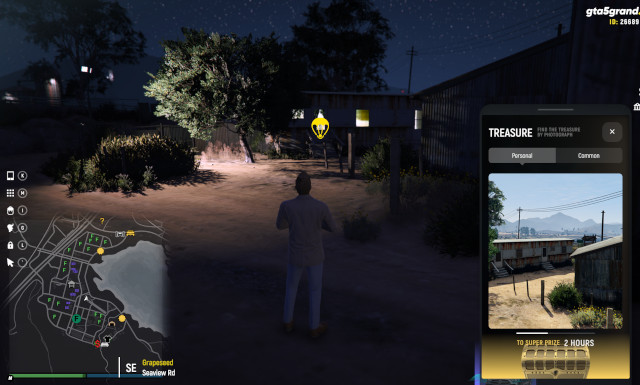 gta5grand.
ID: 26689
TREASURE
FIND THE TREASURE
BY PHOTOGRAPH
×
Personal
Common
TO SUPER PRIZE 2 HOURS
K
M
I
L
?
F
F
F
F
F
F
F
F
SE
Grapeseed
Seaview Rd